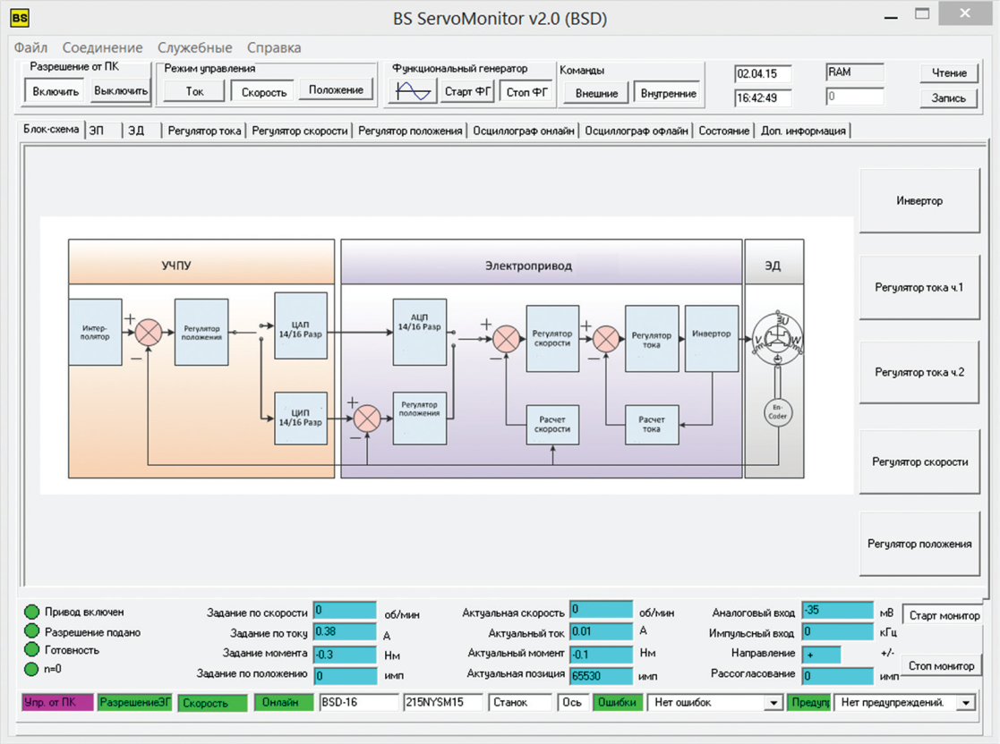 BS
BS ServoMonitor v2.0 (BSD)
Файл Соединение Служебные Справка
Разрешение от ПК
Включить Выключить
Режим управления
Ток Скорость Положение
Функциональный генератор
Старт ФГ Стоп ФГ
Команды
Внешние Внутренние
02.04.15
16:42:49
RAM
0
Чтение
Запись
Блок-схема ЭП ЭД Регулятор тока Регулятор скорости Регулятор положения Осциллограф онлайн Осциллограф офлайн Состояние Доп. информация
УЧПУ
Электропривод
ЭД
Интер-
полятор
+
−
Регулятор
положения
ЦАП
14/16 Разр
ЦИП
14/16 Разр
АЦП
14/16 Разр
+
−
Регулятор
положения
+
−
Регулятор
скорости
+
−
Регулятор
тока
Инвертор
Расчет
скорости
Расчет
тока
U
V
W
En-
Coder
Инвертор
Регулятор тока ч.1
Регулятор тока ч.2
Регулятор скорости
Регулятор положения
Привод включен
Разрешение подано
Готовность
n=0
Задание по скорости 0 об/мин
Задание по току 0.38 А
Задание момента -0.3 Нм
Задание по положению 0 имп
Актуальная скорость 0 об/мин
Актуальный ток 0.01 А
Актуальный момент -0.1 Нм
Актуальная позиция 65530 имп
Аналоговый вход -35 мВ
Импульсный вход 0 кГц
Направление + +/-
Рассогласование 0 имп
Старт монитор
Стоп монитор
Упр. от ПК РазрешениеЭГ Скорость Онлайн BSD-16 215NYSM15 Станок Ось Ошибки Нет ошибок Предуп Нет предупреждений.